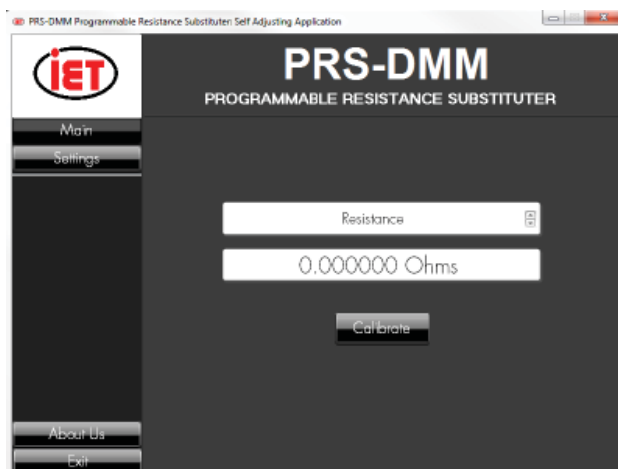 PRS-DMM Programmable Resistance Substituter: Self Adjusting Application
iET
PRS-DMM
PROGRAMMABLE RESISTANCE SUBSTITUTER
Main
Settings
Resistance
0.000000 Ohms
Calibrate
About Us
Exit